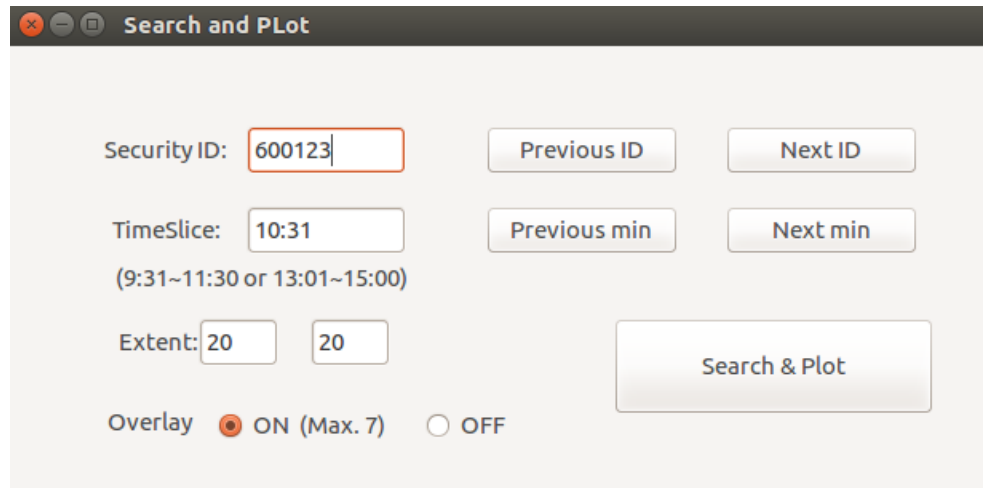 Search and PLot
Security ID: 600123 Previous ID Next ID
TimeSlice: 10:31 Previous min Next min
(9:31~11:30 or 13:01~15:00)
Extent: 20 20 Search & Plot
Overlay ON (Max. 7) OFF